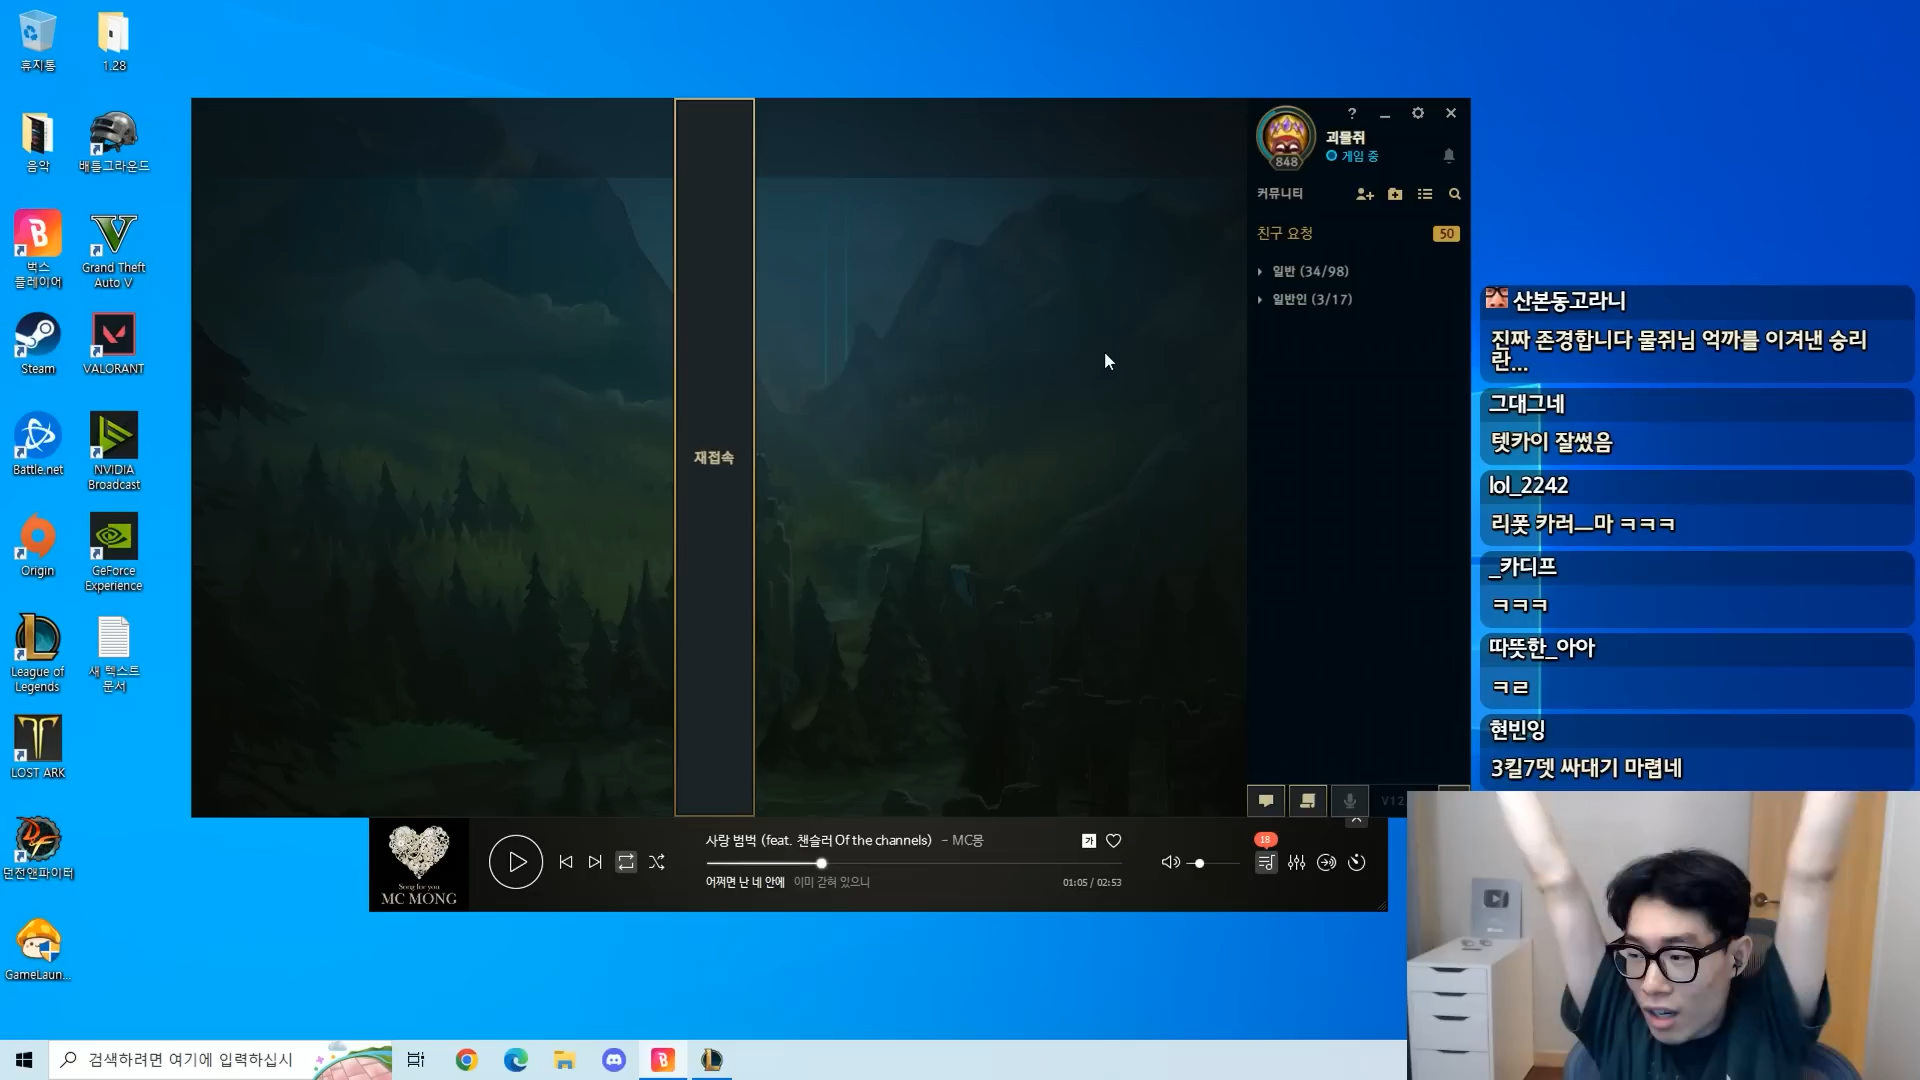 휴지통
1.28
음악
배틀그라운드
벅스
플레이어
Grand Theft
Auto V
Steam
VALORANT
Battle.net
NVIDIA
Broadcast
Origin
GeForce
Experience
League of
Legends
새 텍스트
문서
LOST ARK
던전앤파이터
GameLaun...
재접속
848
괴물쥐
게임 중
커뮤니티
친구 요청
50
일반 (34/98)
일반인 (3/17)
V12.
산본동고라니
진짜 존경합니다 물쥐님 억까를 이겨낸 승리
란...
그대그네
텟카이 잘썼음
lol_2242
리폿 카러ㅡ마 ㅋㅋㅋ
_카디프
ㅋㅋㅋ
따뜻한_아아
ㅋㄹ
현빈잉
3킬7뎃 싸대기 마렵네
Song for you
MC MONG
사랑 범벅 (feat. 챈슬러 Of the channels) - MC몽
가
어쩌면 난 네 안에 이미 갇혀 있으니
01:05 / 02:53
18
검색하려면 여기에 입력하십시